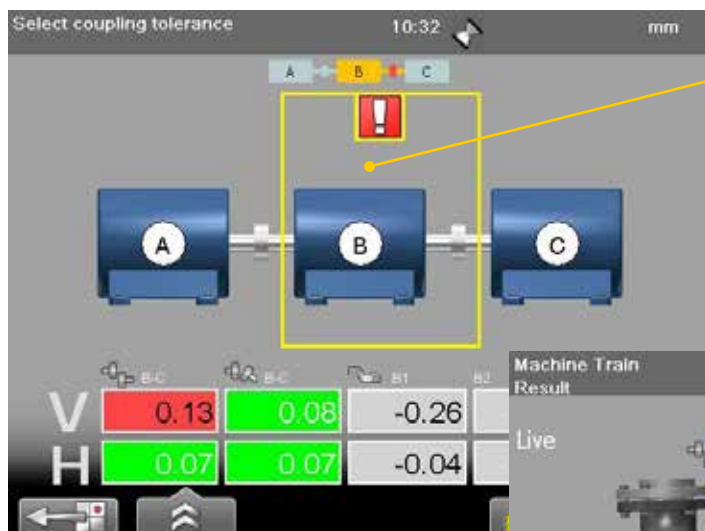 Select coupling tolerance 10:32 mm
A B C
!
A B C
B-C B-C B1 B2
V 0.13 0.08 -0.26
H 0.07 0.07 -0.04
Machine Train
Result
Live